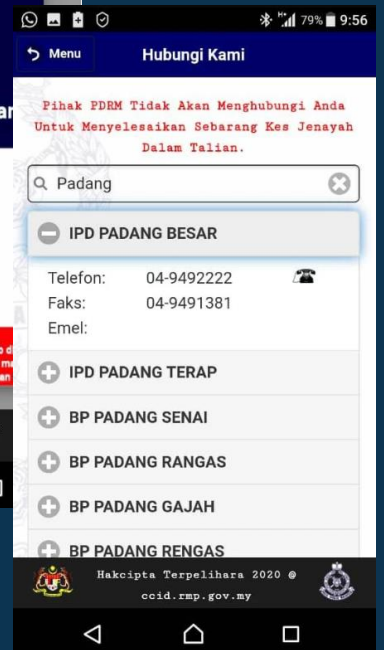 79% 9:56
Menu Hubungi Kami
Pihak PDRM Tidak Akan Menghubungi Anda
Untuk Menyelesaikan Sebarang Kes Jenayah
Dalam Talian.
Padang
IPD PADANG BESAR
Telefon: 04-9492222
Faks: 04-9491381
Emel:
IPD PADANG TERAP
BP PADANG SENAI
BP PADANG RANGAS
BP PADANG GAJAH
BP PADANG RENGAS
Hakcipta Terpelihara 2020 @
ccid.rmp.gov.my